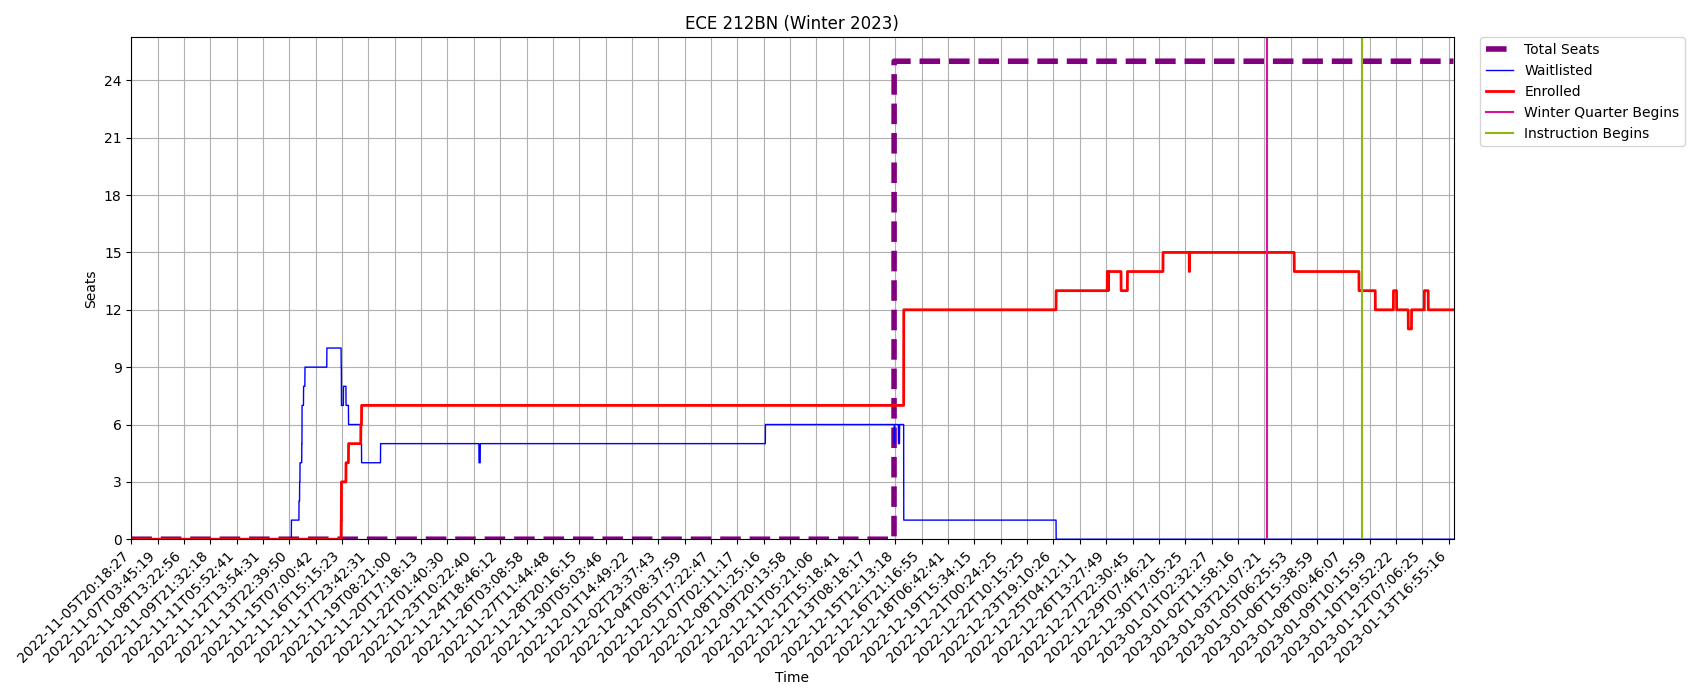 ECE 212BN (Winter 2023)
Total Seats
Waitlisted
Enrolled
Winter Quarter Begins
Instruction Begins
Seats
24
21
18
15
12
9
6
3
0
2022-11-05T20:18:27
2022-11-07T03:45:19
2022-11-08T13:22:56
2022-11-09T21:32:18
2022-11-11T05:52:41
2022-11-12T13:54:31
2022-11-13T22:39:50
2022-11-15T07:00:42
2022-11-16T15:15:23
2022-11-17T23:42:31
2022-11-19T08:21:00
2022-11-20T17:18:13
2022-11-22T01:40:30
2022-11-23T10:22:40
2022-11-24T18:46:12
2022-11-26T03:08:58
2022-11-27T11:44:48
2022-11-28T20:16:15
2022-11-30T05:03:46
2022-12-01T14:49:22
2022-12-02T23:37:43
2022-12-04T08:37:59
2022-12-05T17:22:47
2022-12-07T02:11:17
2022-12-08T11:25:16
2022-12-09T20:13:58
2022-12-11T05:21:06
2022-12-12T15:18:41
2022-12-13T08:18:17
2022-12-15T12:13:18
2022-12-16T21:16:55
2022-12-18T06:42:41
2022-12-19T15:34:15
2022-12-21T00:24:25
2022-12-22T10:15:25
2022-12-23T19:10:26
2022-12-25T04:12:11
2022-12-26T13:27:49
2022-12-27T22:30:45
2022-12-29T07:46:21
2022-12-30T17:05:25
2023-01-01T02:32:27
2023-01-02T11:58:16
2023-01-03T21:07:21
2023-01-05T06:25:53
2023-01-06T15:38:59
2023-01-08T00:46:07
2023-01-09T10:15:59
2023-01-10T19:52:22
2023-01-12T07:06:25
2023-01-13T16:55:16
Time